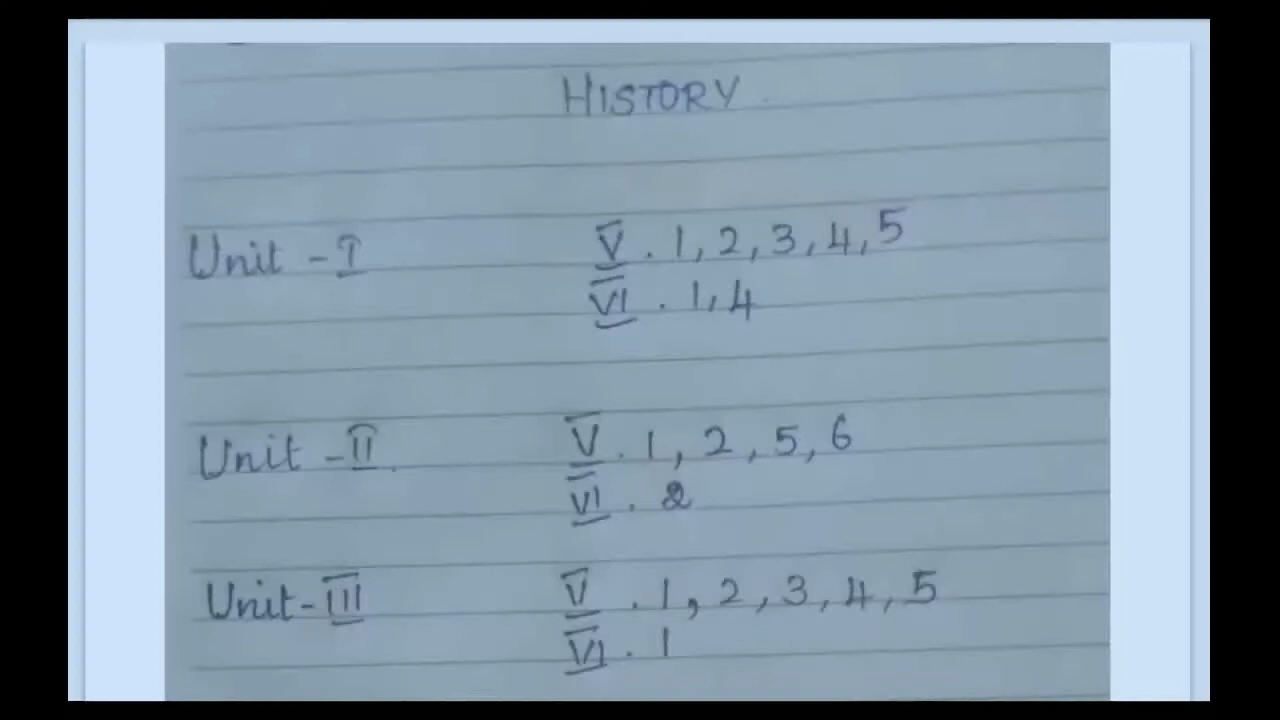 HISTORY
Unit - I V . 1, 2, 3, 4, 5
VI . 1, 4
Unit - II V . 1, 2, 5, 6
VI . 2
Unit - III V . 1, 2, 3, 4, 5
VI . 1